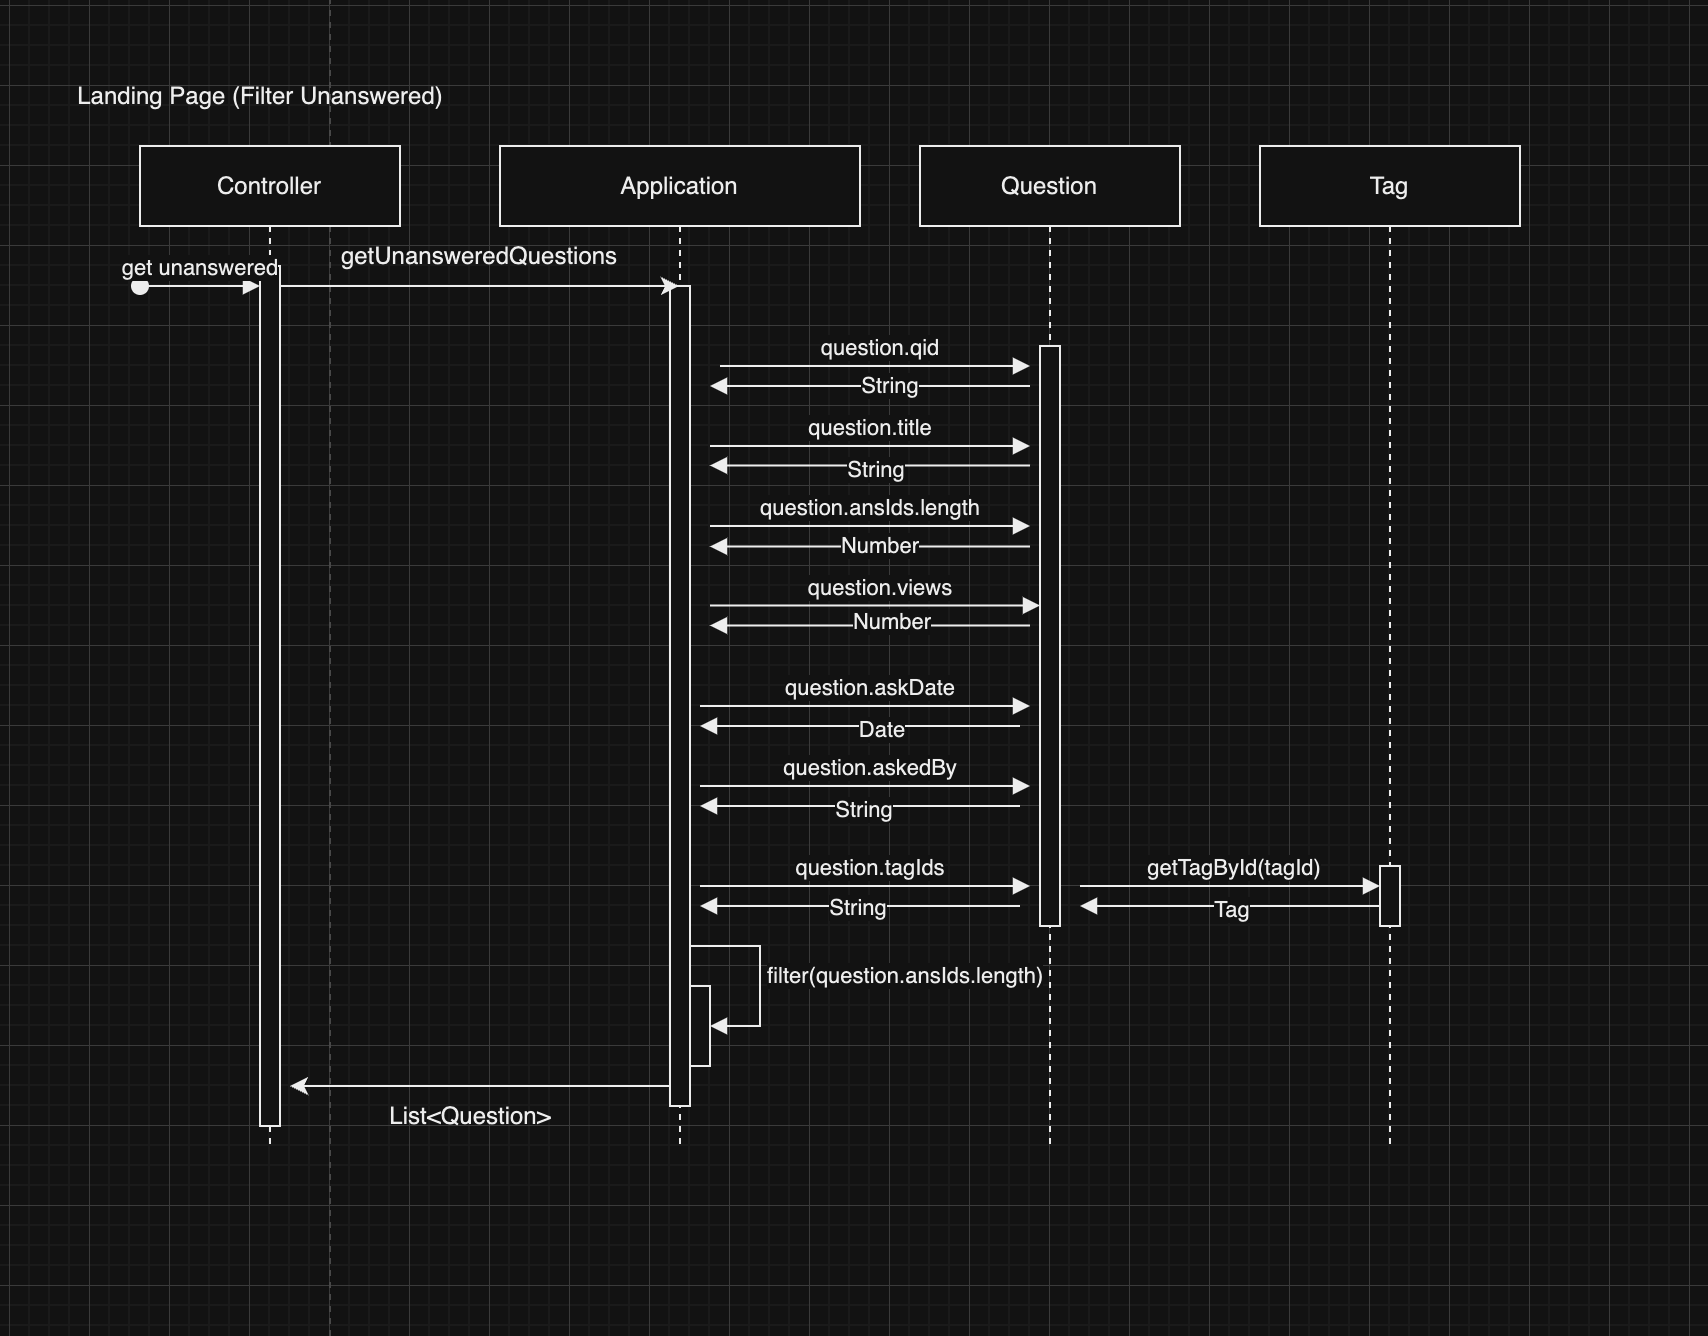 Landing Page (Filter Unanswered)
Controller
Application
Question
Tag
get unanswered
getUnansweredQuestions
question.qid
String
question.title
String
question.ansIds.length
Number
question.views
Number
question.askDate
Date
question.askedBy
String
question.tagIds
String
getTagById(tagId)
Tag
filter(question.ansIds.length)
List<Question>